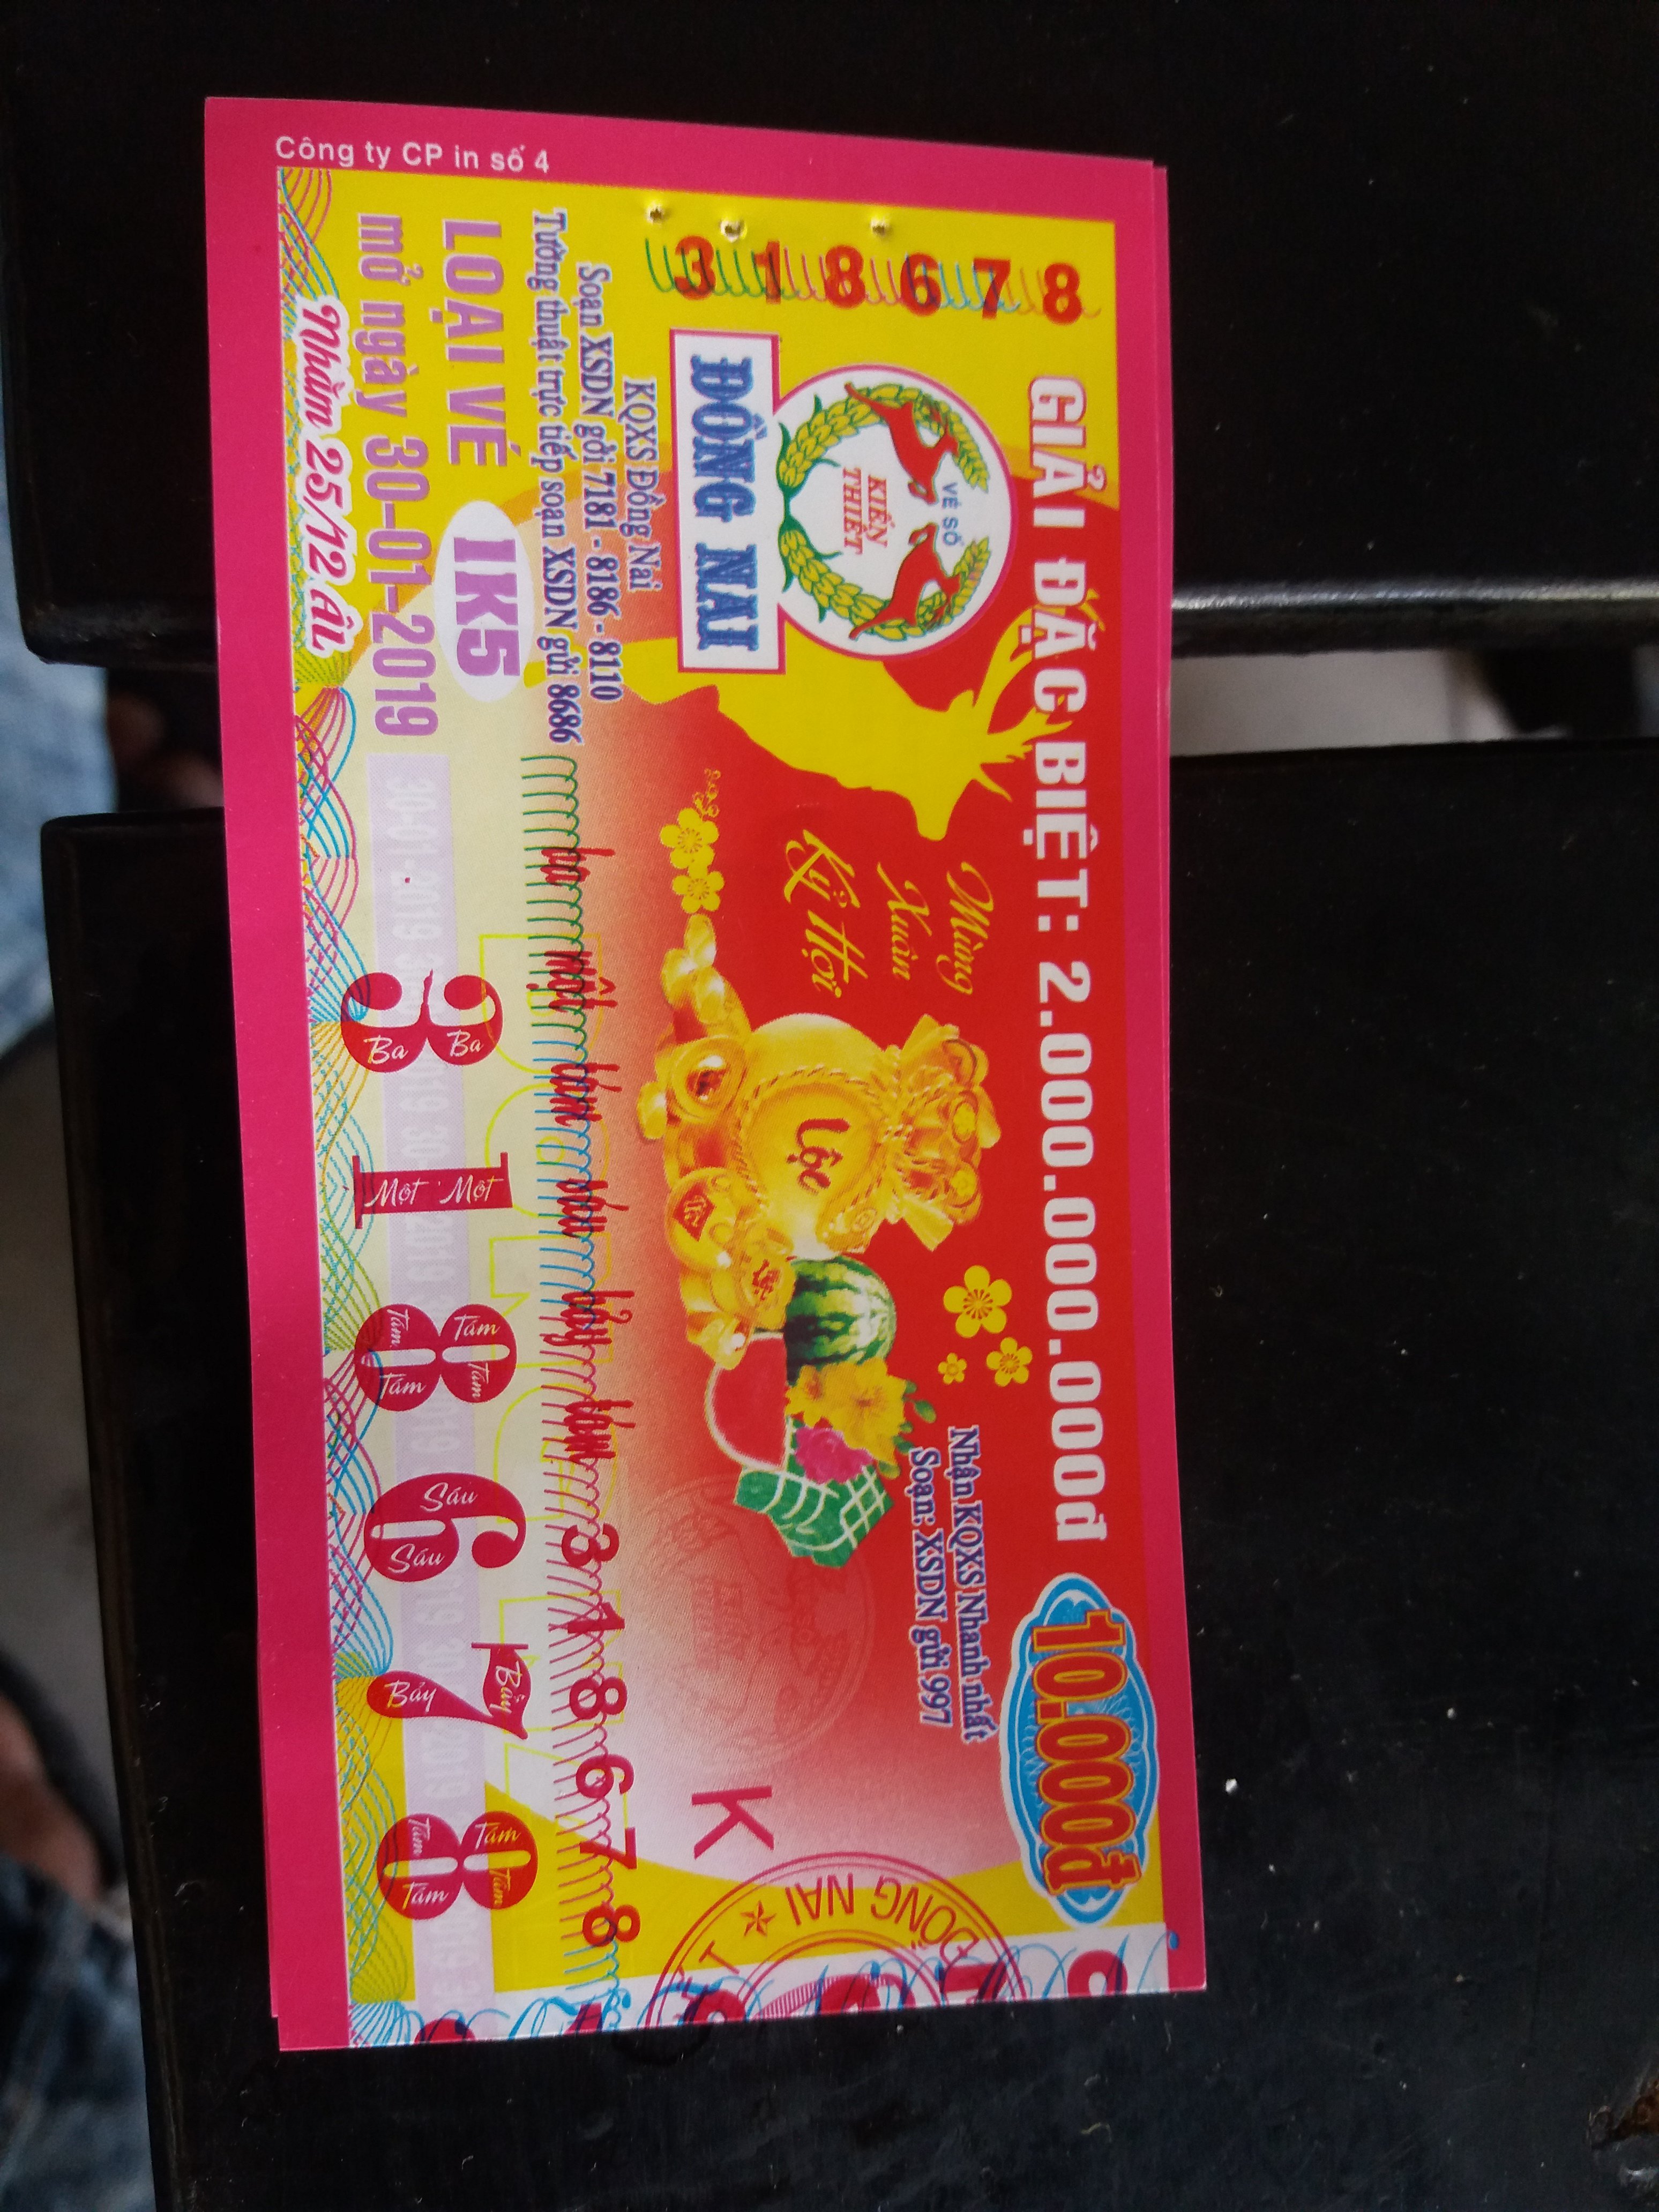 Công ty CP in số 4
GIẢI ĐẶC BIỆT: 2.000.000.000đ
10.000đ
318678
VÉ SỐ
KIẾN
THIẾT
ĐỒNG NAI
Mừng
Xuân
Kỷ Hợi
Lộc
Nhận KQXS Nhanh nhất
Soạn: XSDN gửi 997
KQXS Đồng Nai
Soạn XSDN gởi 7181 - 8186 - 8110
Tường thuật trực tiếp soạn XSDN gửi 8686
K
ĐỒNG NAI
ba một tám sáu bảy tám 318678
LOẠI VÉ 1K5
mở ngày 30-01-2019
Nhằm 25/12 ÂL
3 1 8 6 7 8
Ba Ba Một Một Tám Tám Tám Tám Sáu Sáu Bảy Bảy Tám Tám Tám Tám
30-01-2019